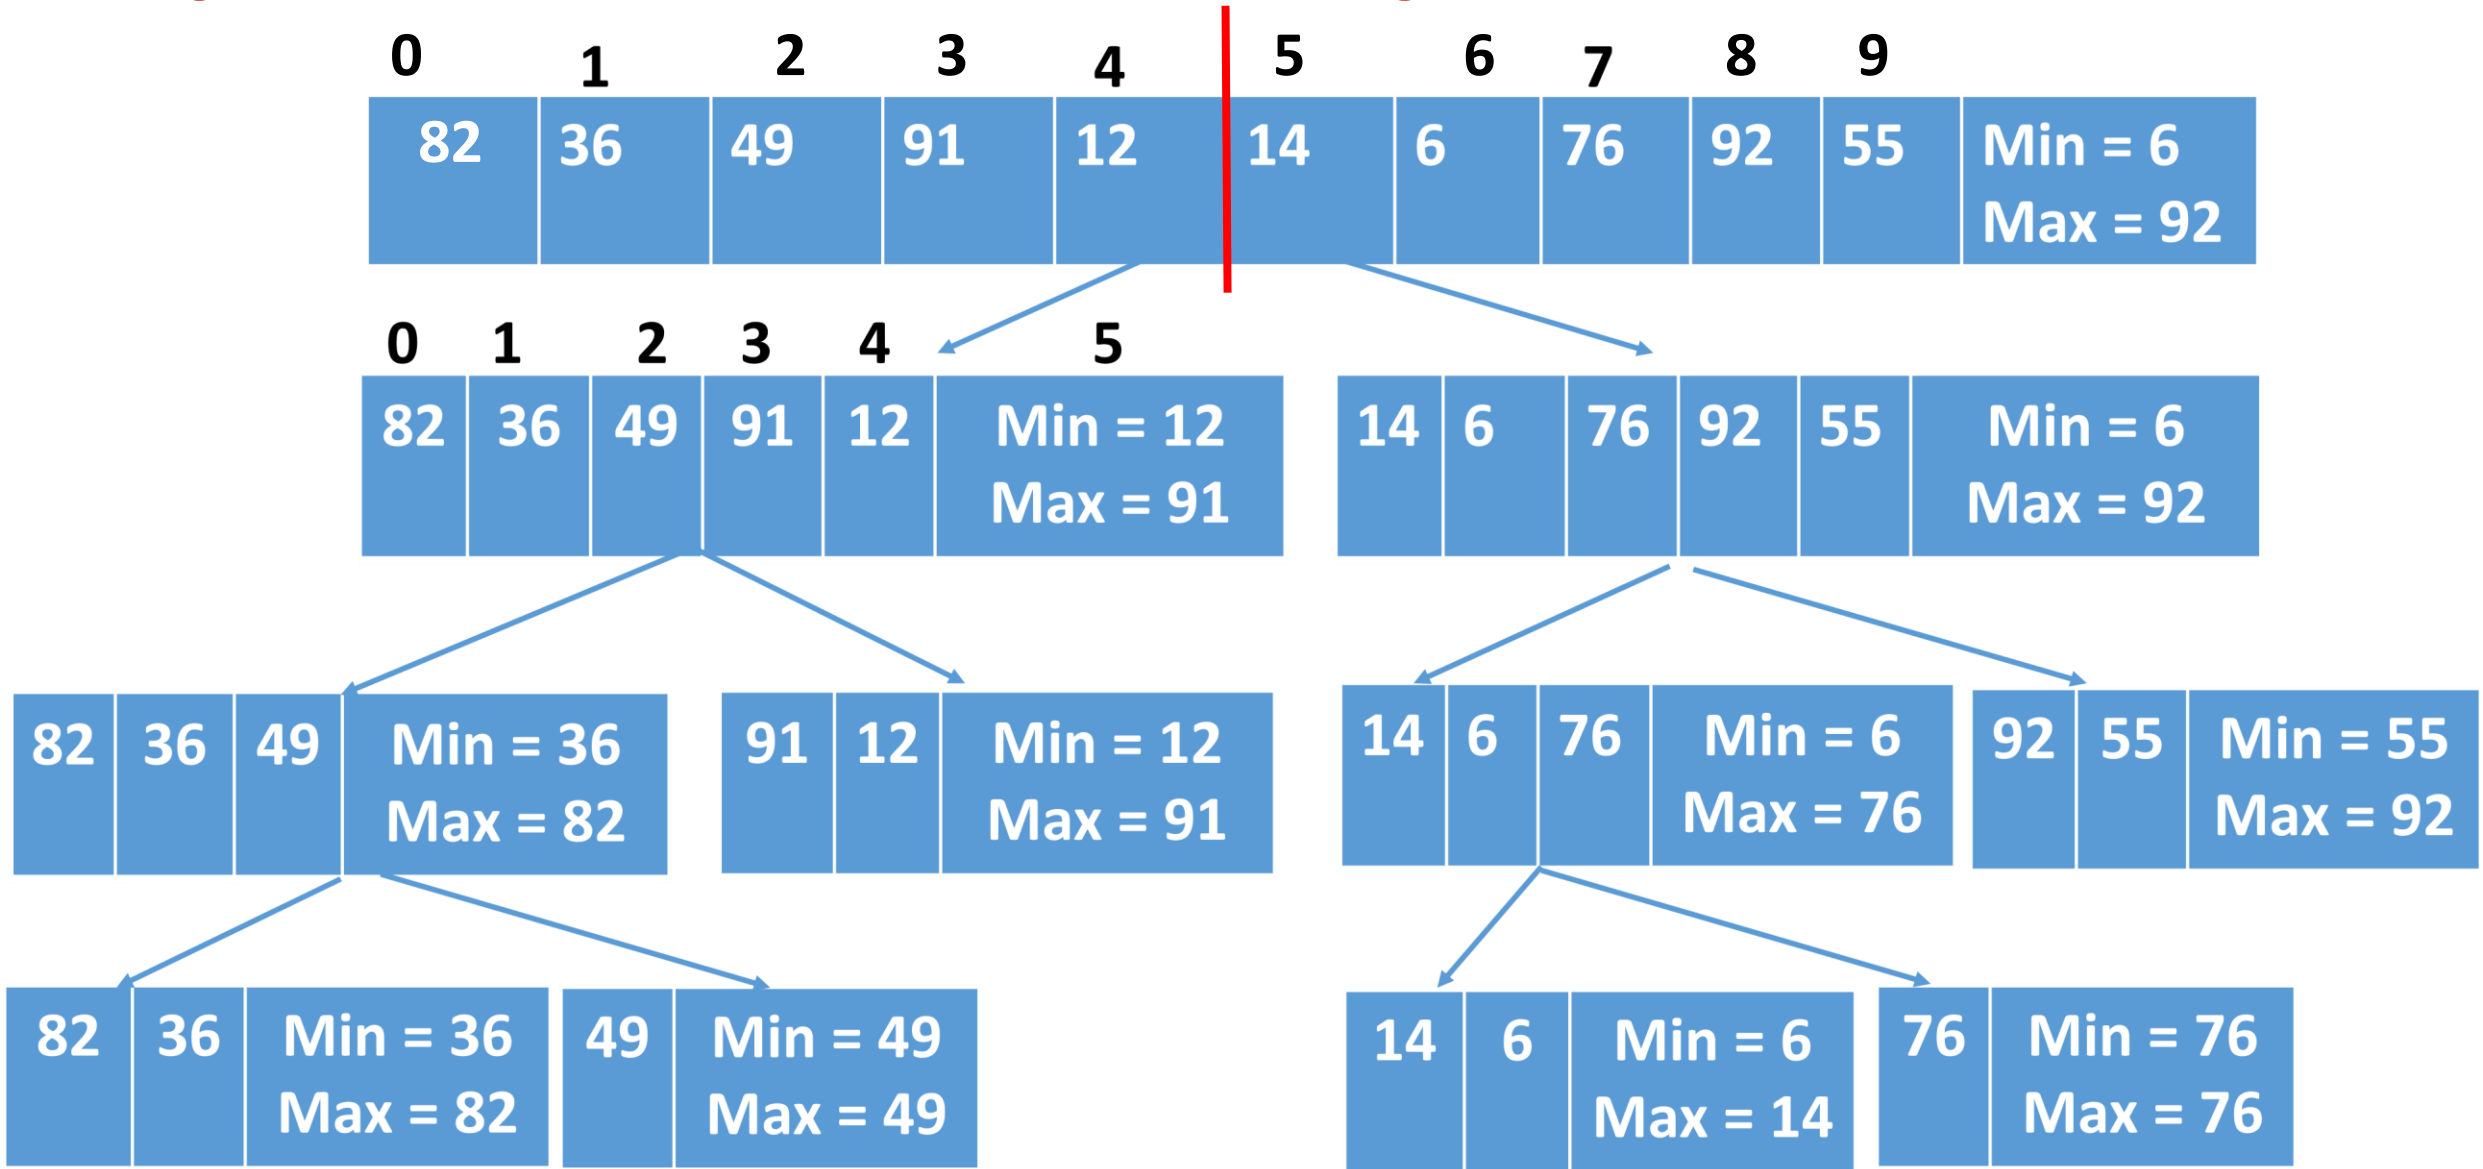 0 1 2 3 4 5 6 7 8 9
82 36 49 91 12 14 6 76 92 55 Min = 6
Max = 92
0 1 2 3 4 5
82 36 49 91 12 Min = 12
Max = 91
14 6 76 92 55 Min = 6
Max = 92
82 36 49 Min = 36
Max = 82
91 12 Min = 12
Max = 91
14 6 76 Min = 6
Max = 76
92 55 Min = 55
Max = 92
82 36 Min = 36
Max = 82
49 Min = 49
Max = 49
14 6 Min = 6
Max = 14
76 Min = 76
Max = 76